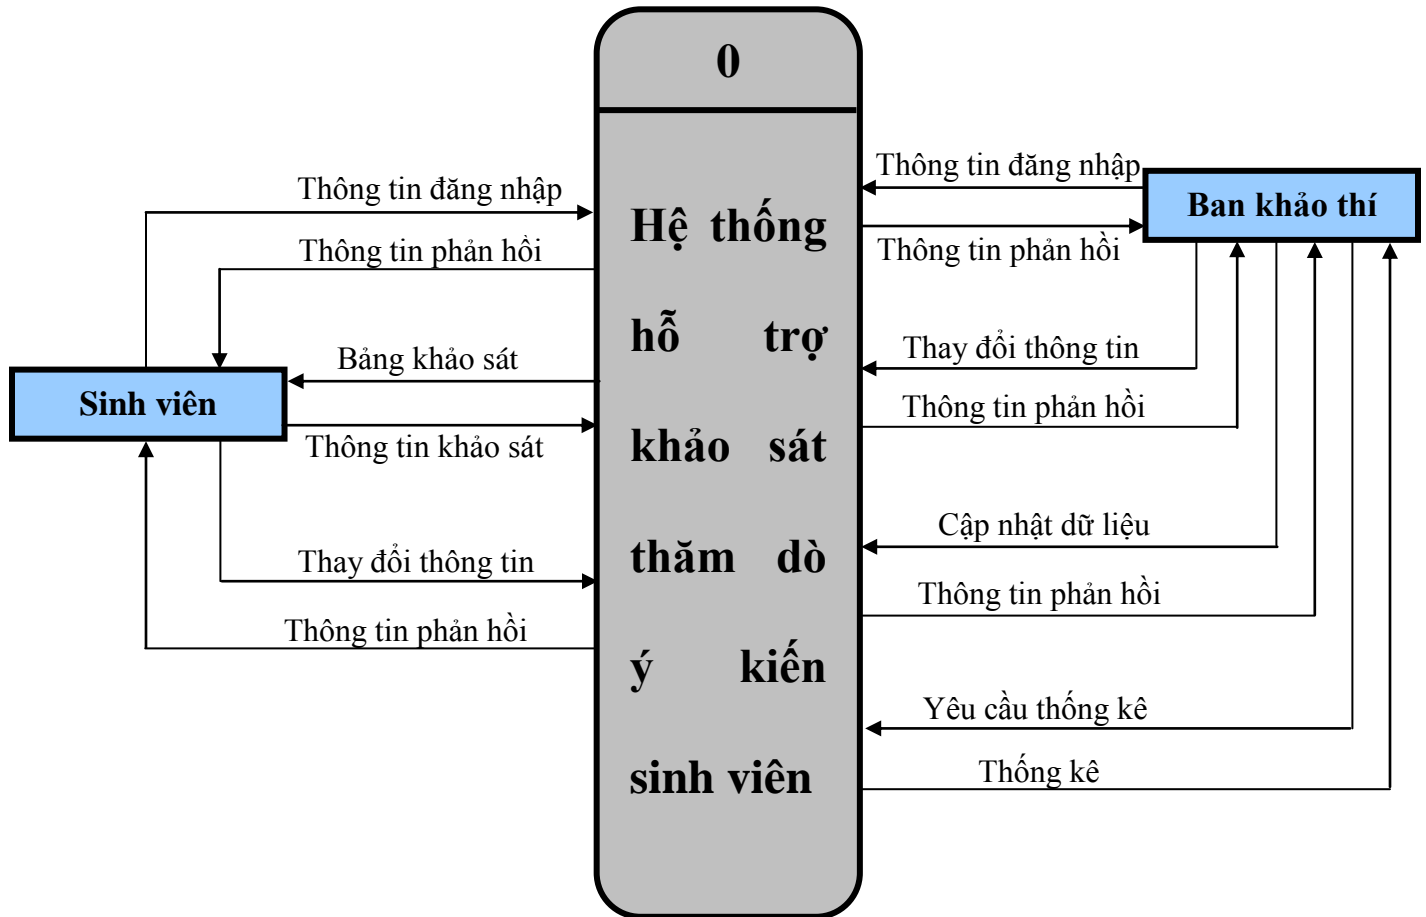 0
Thông tin đăng nhập
Thông tin đăng nhập
Ban khảo thí
Hệ thống
Thông tin phản hồi
Thông tin phản hồi
hỗ trợ
Bảng khảo sát
Thay đổi thông tin
Sinh viên
Thông tin phản hồi
Thông tin khảo sát
khảo sát
Cập nhật dữ liệu
Thay đổi thông tin
thăm dò
Thông tin phản hồi
Thông tin phản hồi
ý kiến
Yêu cầu thống kê
Thống kê
sinh viên